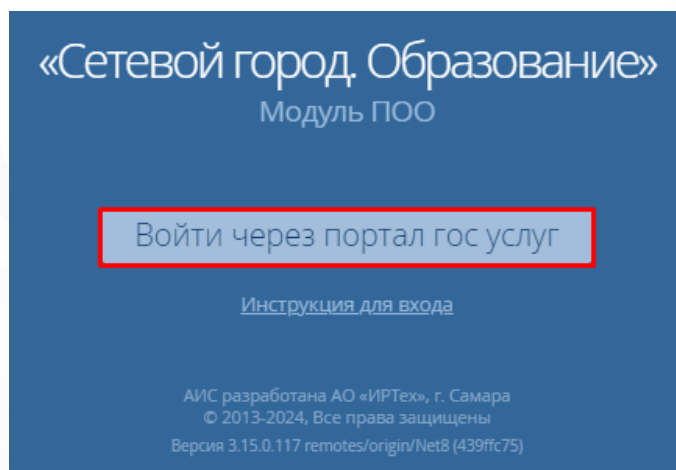 «Сетевой город. Образование»
Модуль ПОО
Войти через портал гос услуг
Инструкция для входа
АИС разработана АО «ИРТех», г. Самара
© 2013-2024, Все права защищены
Версия 3.15.0.117 remotes/origin/Net8 (439ffc75)